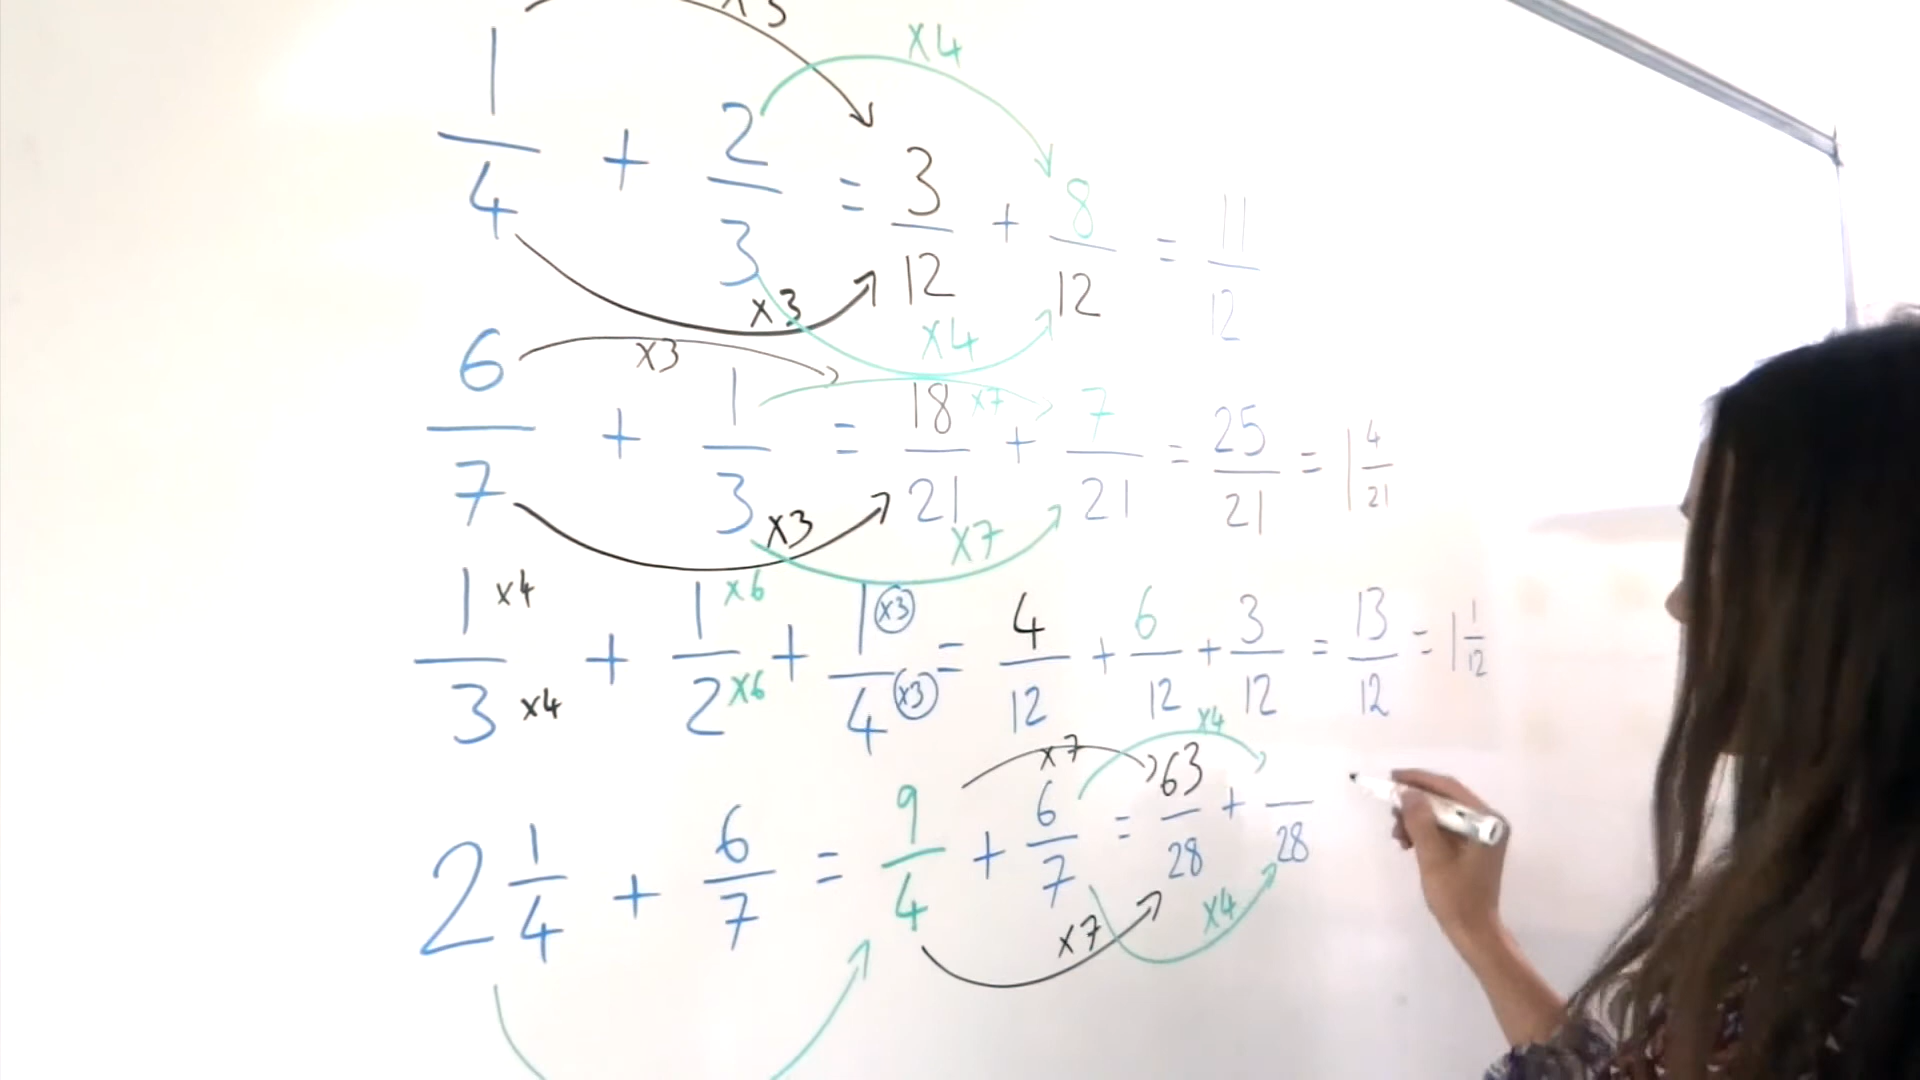 x3 x4
1/4 + 2/3 = 3/12 + 8/12 = 11/12
x3 x4
x3 x7
6/7 + 1/3 = 18/21 + 7/21 = 25/21 = 1 4/21
x3 x7
x4 x6 x3
1/3 + 1/2 + 1/4 = 4/12 + 6/12 + 3/12 = 13/12 = 1 1/12
x4 x6 x3
x7 x4
2 1/4 + 6/7 = 9/4 + 6/7 = 63/28 + /28
x7 x4